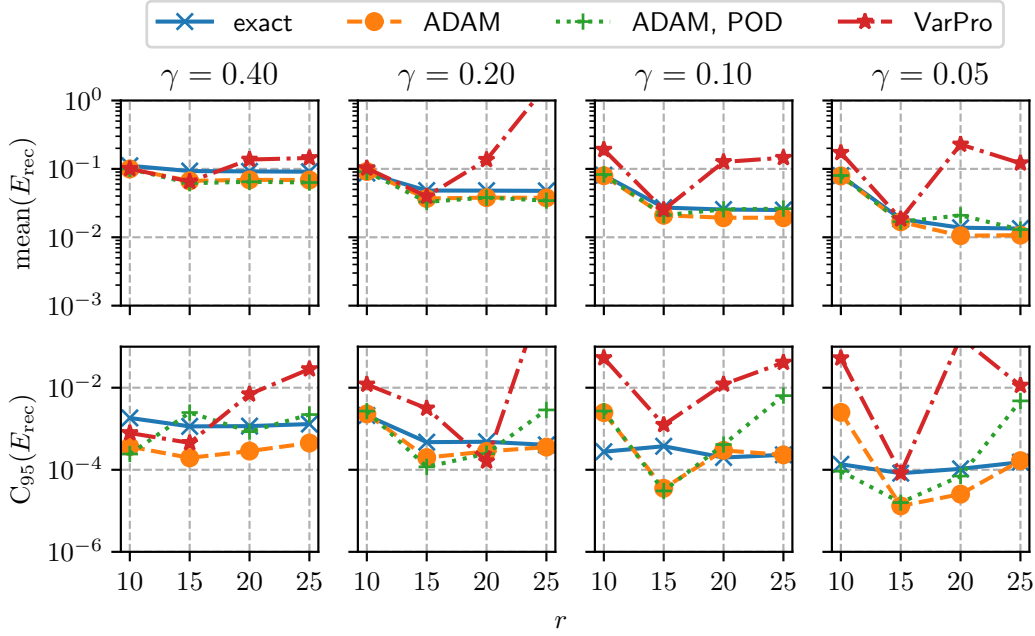 exact ADAM ADAM, POD VarPro
γ = 0.40 γ = 0.20 γ = 0.10 γ = 0.05
mean(E_rec)
10^0
10^−1
10^−2
10^−3
C_95(E_rec)
10^−2
10^−4
10^−6
10 15 20 25 10 15 20 25 10 15 20 25 10 15 20 25
r